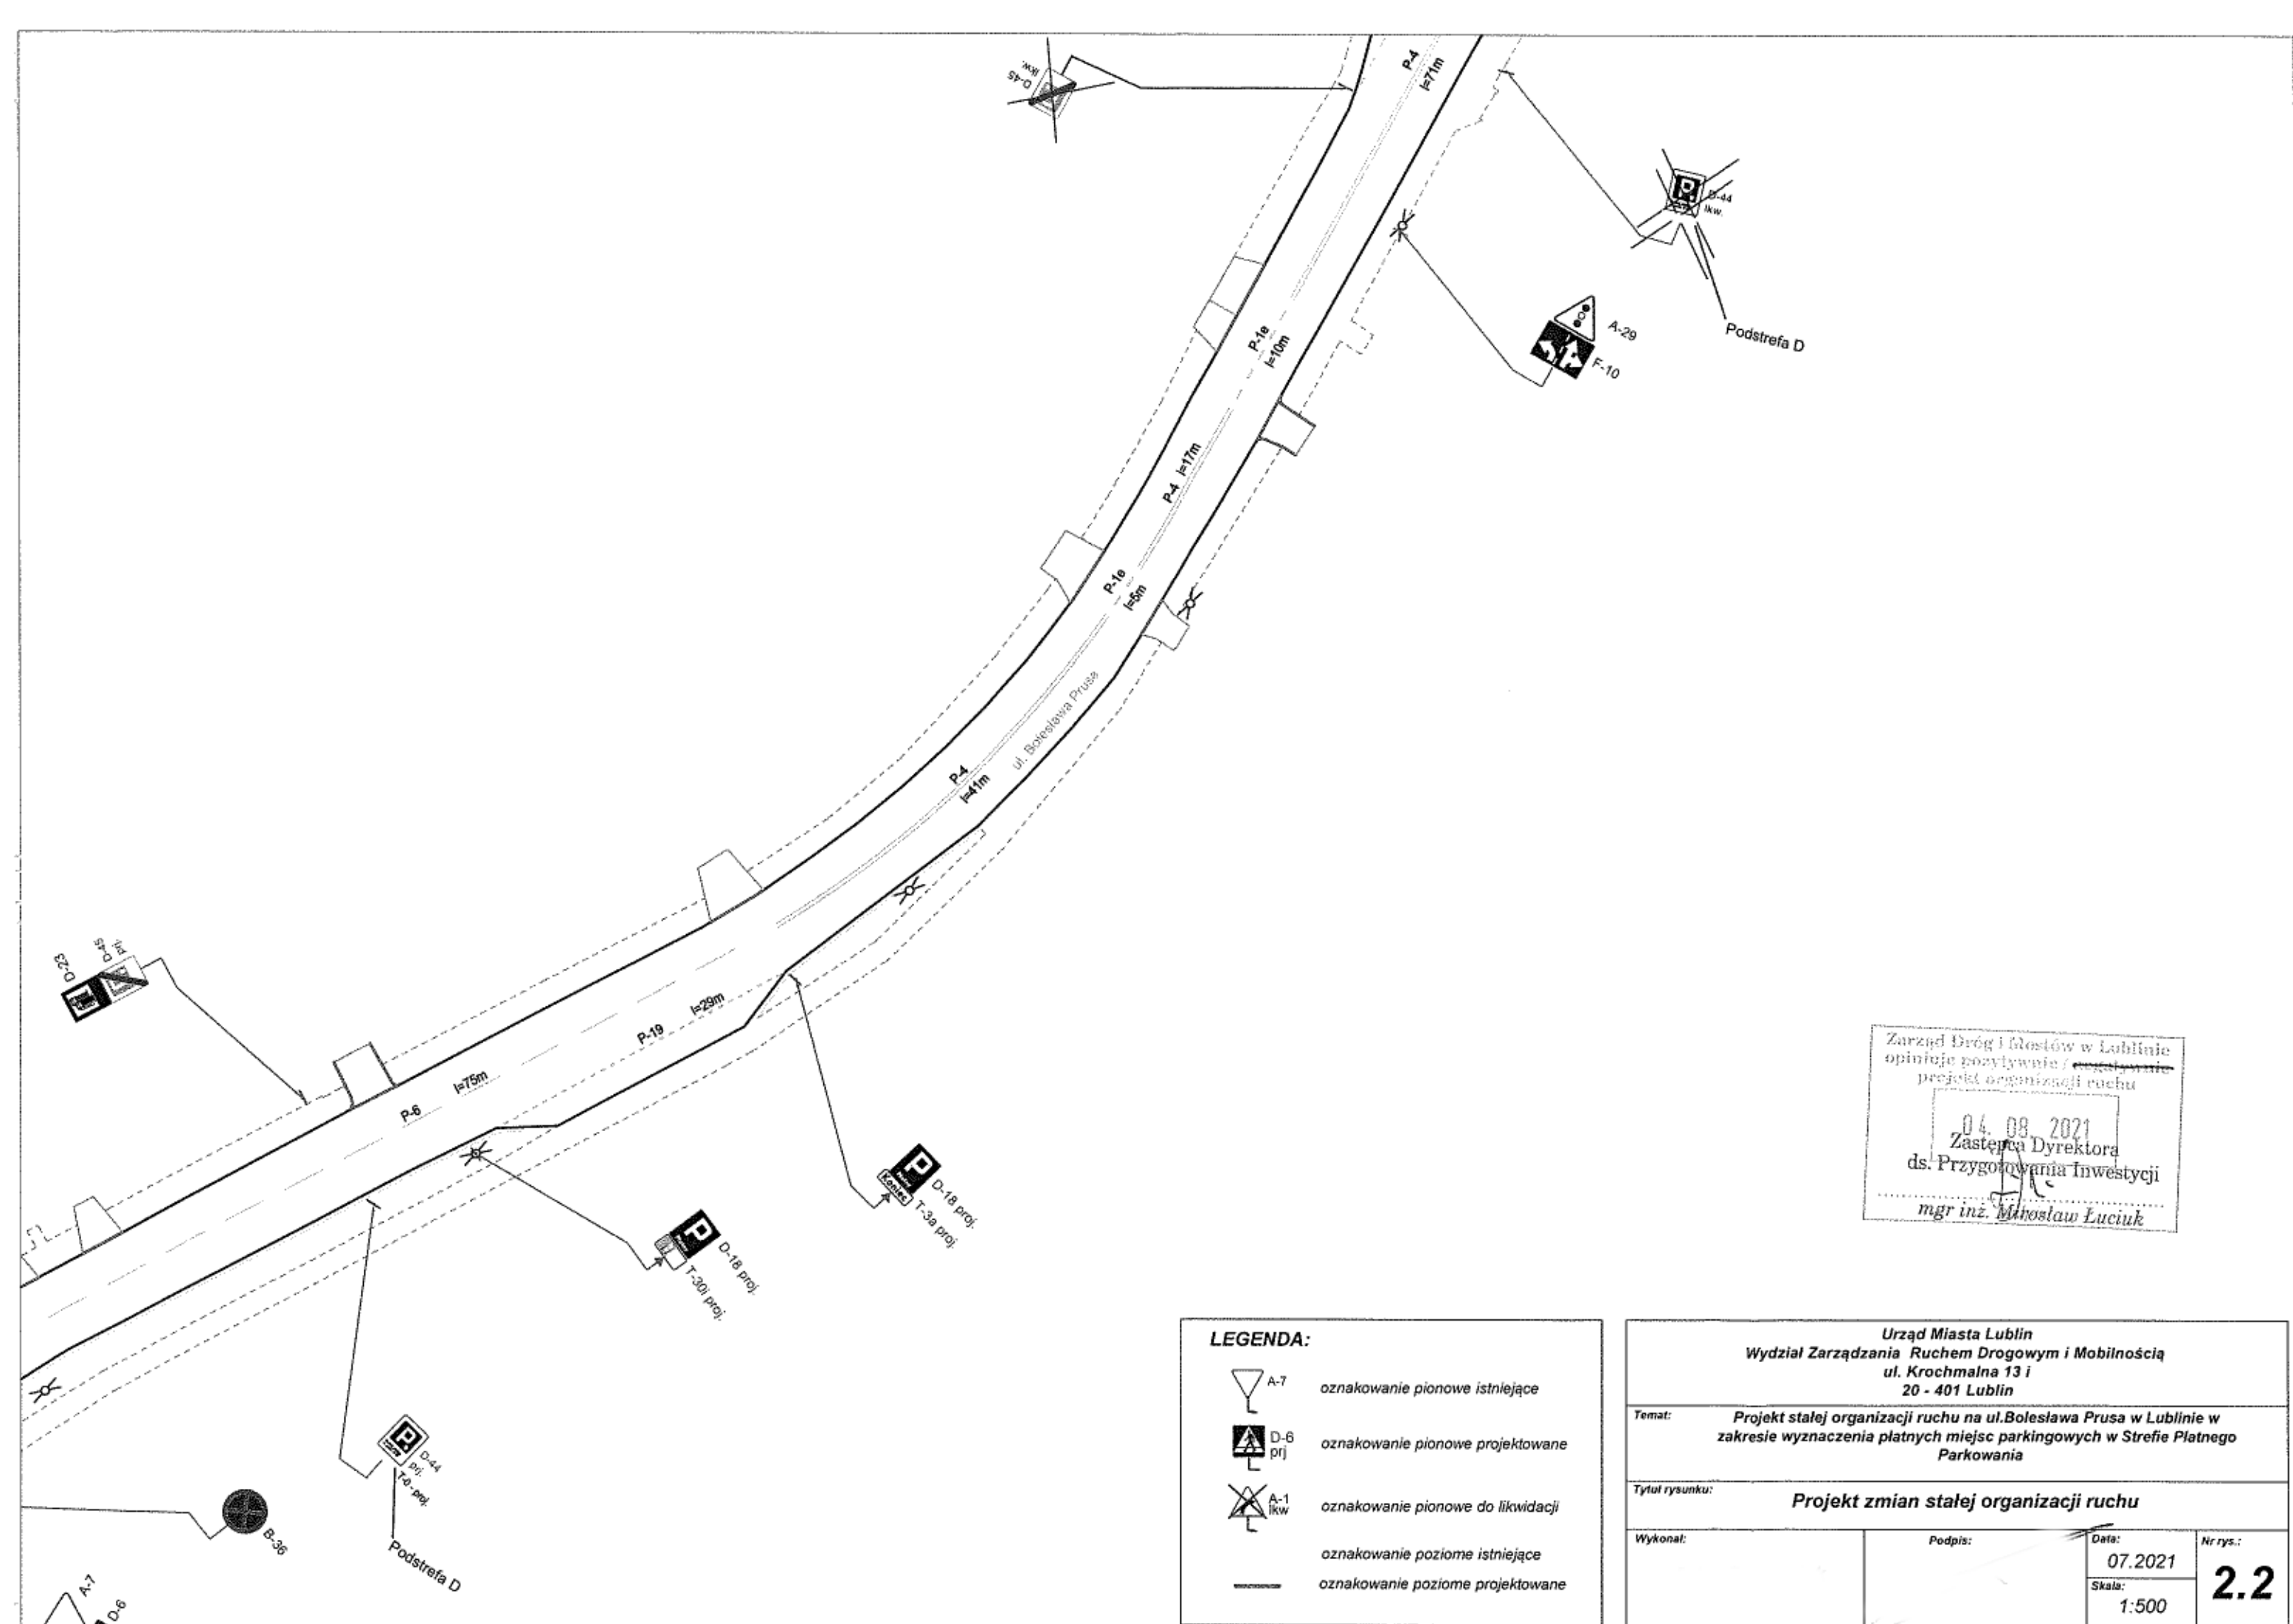 P-4
l=71m
D-45
lkw.
D-44
lkw.
Podstrefa D
A-29
F-10
P-1e
l=10m
P-4 l=17m
P-1e
l=5m
ul. Bolesława Prusa
P-4
l=41m
D-23
D-45
prj.
P-19 l=29m
P-6 l=75m
P
Koniec
D-18 proj.
T-3a proj.
P
D-18 proj.
T-30i proj.
P
D-44
prj.
T-0 - proj.
Podstrefa D
B-36
A-7
D-6
Zarząd Dróg i Mostów w Lublinie
opiniuje pozytywnie / negatywnie
projekt organizacji ruchu
04. 08. 2021
Zastępca Dyrektora
ds. Przygotowania Inwestycji
mgr inż. Mirosław Łuciuk
LEGENDA:
A-7 oznakowanie pionowe istniejące
D-6 prj oznakowanie pionowe projektowane
A-1 lkw oznakowanie pionowe do likwidacji
oznakowanie poziome istniejące
oznakowanie poziome projektowane
Urząd Miasta Lublin
Wydział Zarządzania Ruchem Drogowym i Mobilnością
ul. Krochmalna 13 i
20 - 401 Lublin
Temat: Projekt stałej organizacji ruchu na ul.Bolesława Prusa w Lublinie w
zakresie wyznaczenia płatnych miejsc parkingowych w Strefie Płatnego
Parkowania
Tytuł rysunku: Projekt zmian stałej organizacji ruchu
Wykonał: Podpis: Data: Nr rys.:
07.2021
2.2
Skala:
1:500